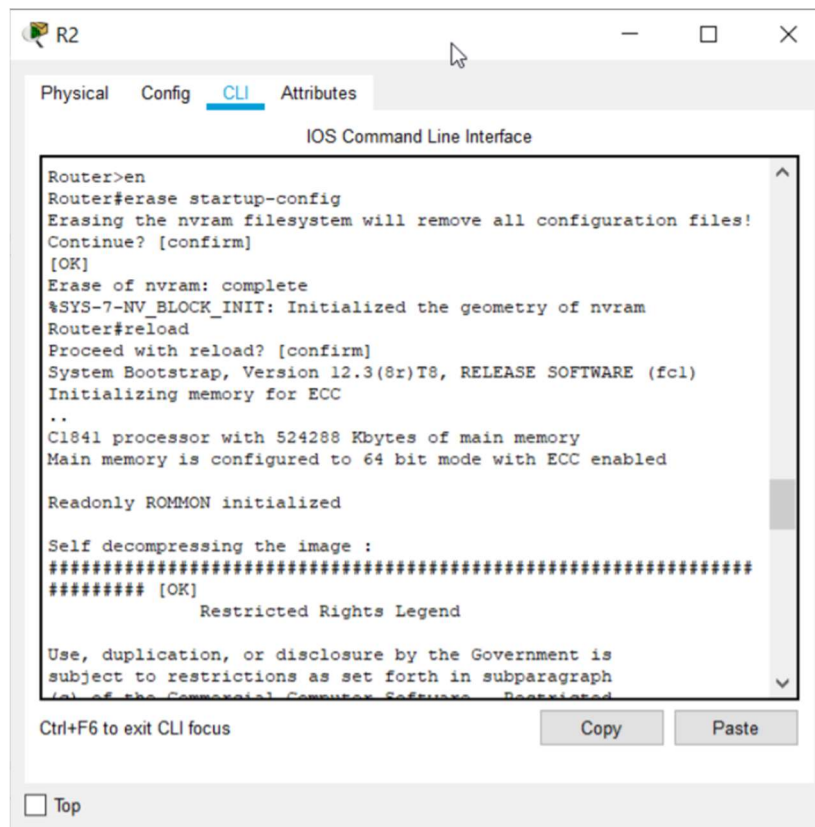 R2
Physical Config CLI Attributes
IOS Command Line Interface
Router>en
Router#erase startup-config
Erasing the nvram filesystem will remove all configuration files!
Continue? [confirm]
[OK]
Erase of nvram: complete
%SYS-7-NV_BLOCK_INIT: Initialized the geometry of nvram
Router#reload
Proceed with reload? [confirm]
System Bootstrap, Version 12.3(8r)T8, RELEASE SOFTWARE (fc1)
Initializing memory for ECC
..
C1841 processor with 524288 Kbytes of main memory
Main memory is configured to 64 bit mode with ECC enabled
Readonly ROMMON initialized
Self decompressing the image :
#################################################################
######### [OK]
Restricted Rights Legend
Use, duplication, or disclosure by the Government is
subject to restrictions as set forth in subparagraph
of the Commercial Computer Software Restricted
Ctrl+F6 to exit CLI focus
Copy Paste
Top